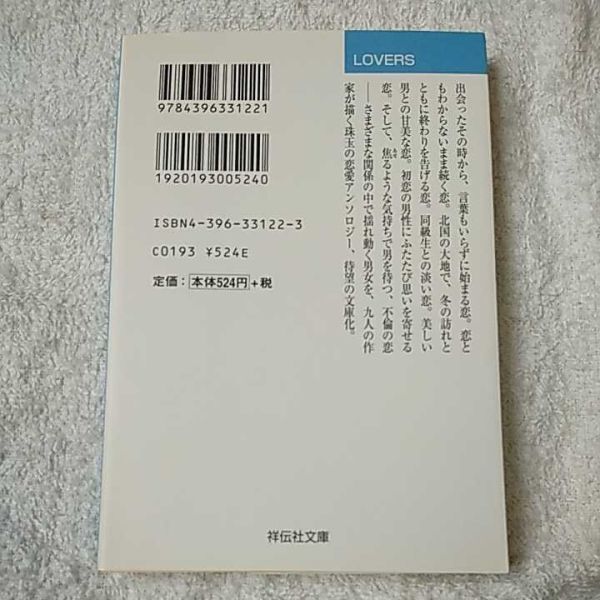 LOVERS
出会ったその時から、言葉もいらずに始まる恋。恋と
もわからないまま続く恋。北国の大地で、冬の訪れと
ともに終わりを告げる恋。同級生との淡い恋。美しい
男との甘美な恋。初恋の男性にふたたび思いを寄せる
恋。そして、焦るような気持ちで男を待つ、不倫の恋
――さまざまな関係の中で揺れ動く男女を、九人の作
家が描く珠玉の恋愛アンソロジー、待望の文庫化。
9784396331221
1920193005240
ISBN4-396-33122-3
C0193 ¥524E
定価：本体524円+税
祥伝社文庫